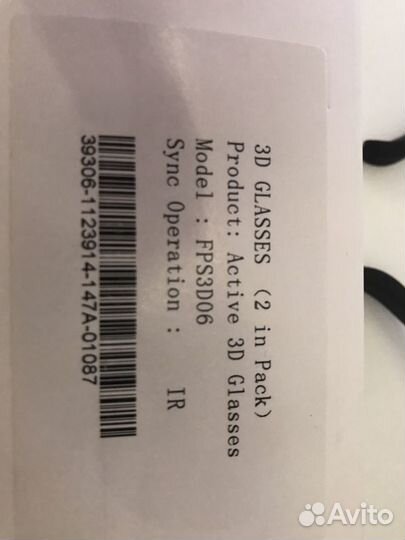 3D GLASSES (2 in Pack)
Product: Active 3D Glasses
Model : FPS3D06
Sync Operation : IR
39306-1123914-147A-01087
Avito